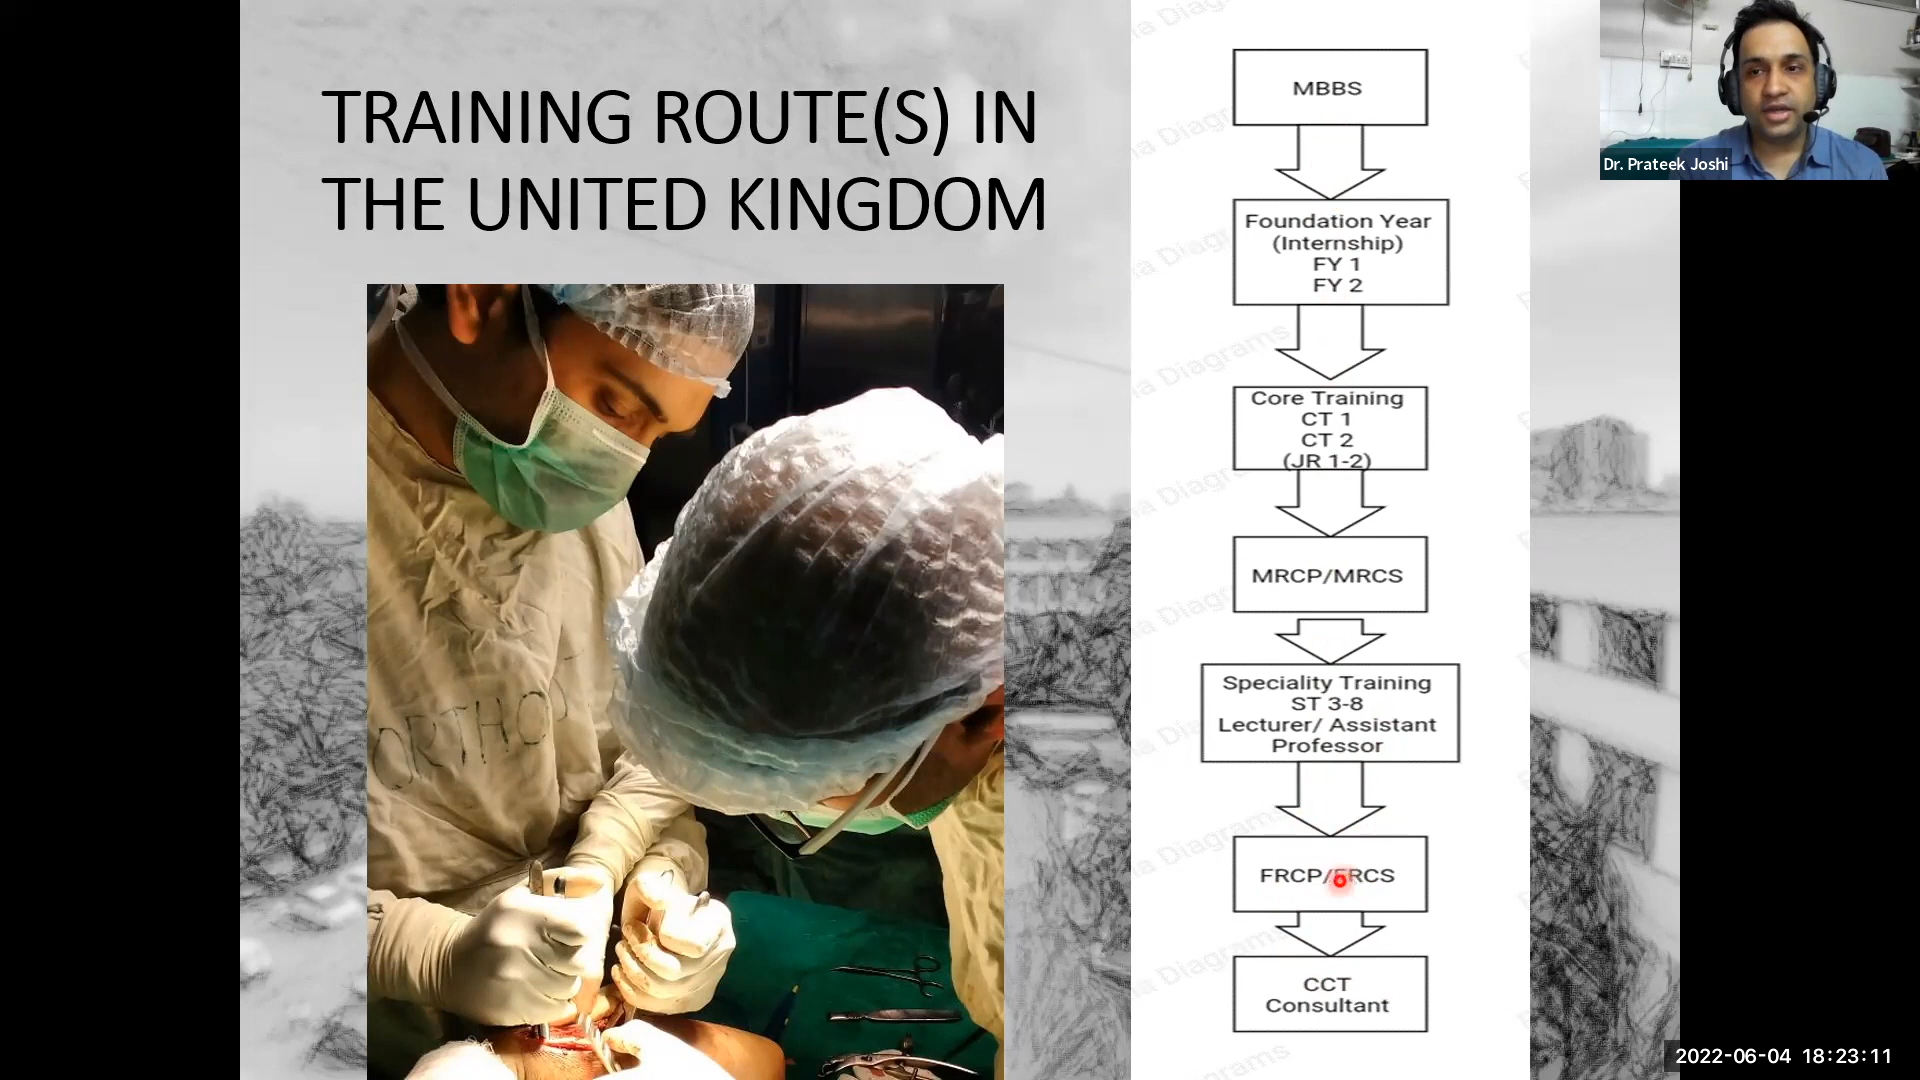 TRAINING ROUTE(S) IN
THE UNITED KINGDOM
ORTHO
MBBS
Foundation Year
(Internship)
FY 1
FY 2
Core Training
CT 1
CT 2
(JR 1-2)
MRCP/MRCS
Speciality Training
ST 3-8
Lecturer/ Assistant
Professor
FRCP/FRCS
CCT
Consultant
Dr. Prateek Joshi
2022-06-04 18:23:11